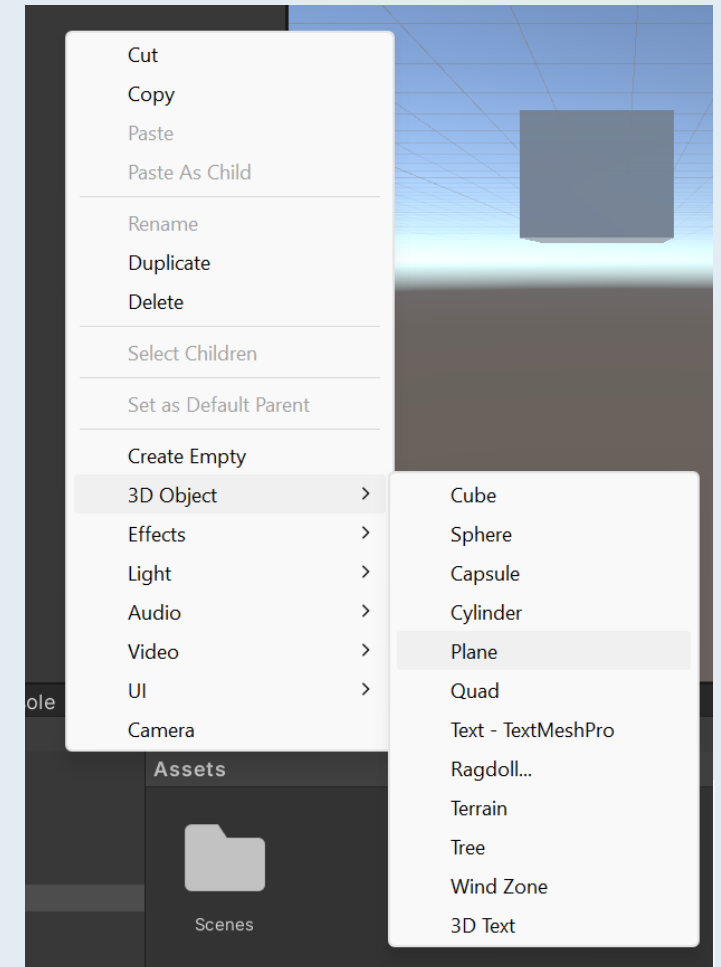 Cut
Copy
Paste
Paste As Child
Rename
Duplicate
Delete
Select Children
Set as Default Parent
Create Empty
3D Object
Effects
Light
Audio
Video
UI
Camera
Cube
Sphere
Capsule
Cylinder
Plane
Quad
Text - TextMeshPro
Ragdoll...
Terrain
Tree
Wind Zone
3D Text
ole
Assets
Scenes